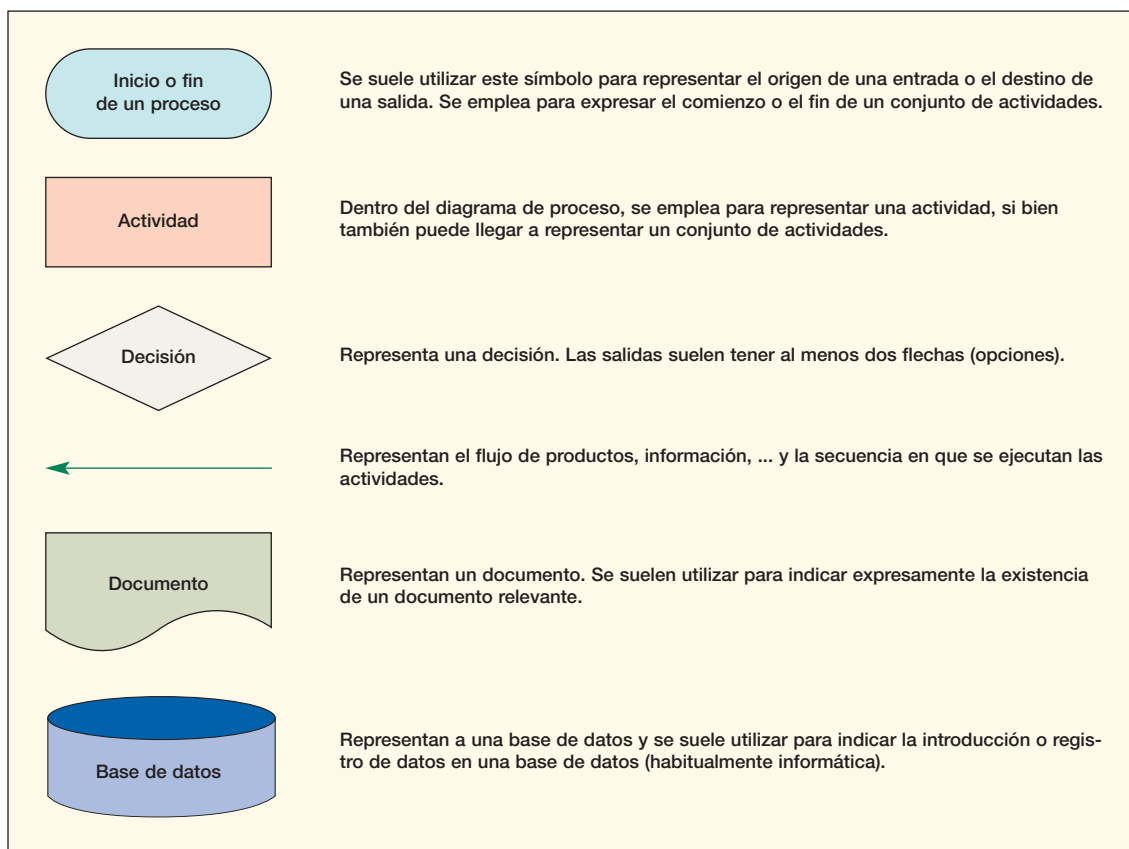 Inicio o fin
de un proceso
Se suele utilizar este símbolo para representar el origen de una entrada o el destino de
una salida. Se emplea para expresar el comienzo o el fin de un conjunto de actividades.
Actividad
Dentro del diagrama de proceso, se emplea para representar una actividad, si bien
también puede llegar a representar un conjunto de actividades.
Decisión
Representa una decisión. Las salidas suelen tener al menos dos flechas (opciones).
Representan el flujo de productos, información, ... y la secuencia en que se ejecutan las
actividades.
Documento
Representan un documento. Se suelen utilizar para indicar expresamente la existencia
de un documento relevante.
Base de datos
Representan a una base de datos y se suele utilizar para indicar la introducción o regis-
tro de datos en una base de datos (habitualmente informática).